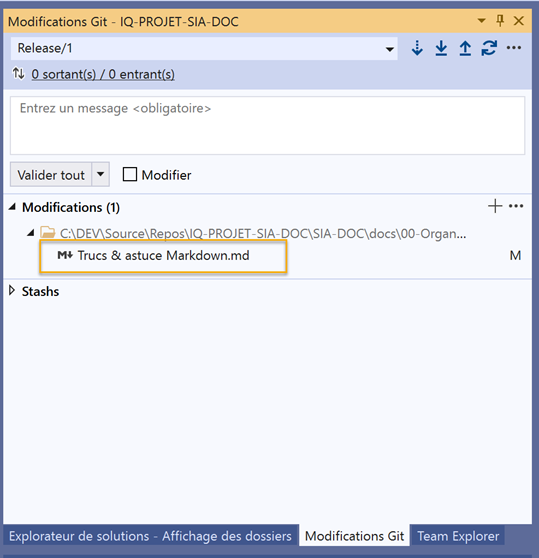 Modifications Git - IQ-PROJET-SIA-DOC
Release/1
0 sortant(s) / 0 entrant(s)
Entrez un message <obligatoire>
Valider tout Modifier
Modifications (1)
C:\DEV\Source\Repos\IQ-PROJET-SIA-DOC\SIA-DOC\docs\00-Organ...
M↓ Trucs & astuce Markdown.md M
Stashs
Explorateur de solutions - Affichage des dossiers Modifications Git Team Explorer